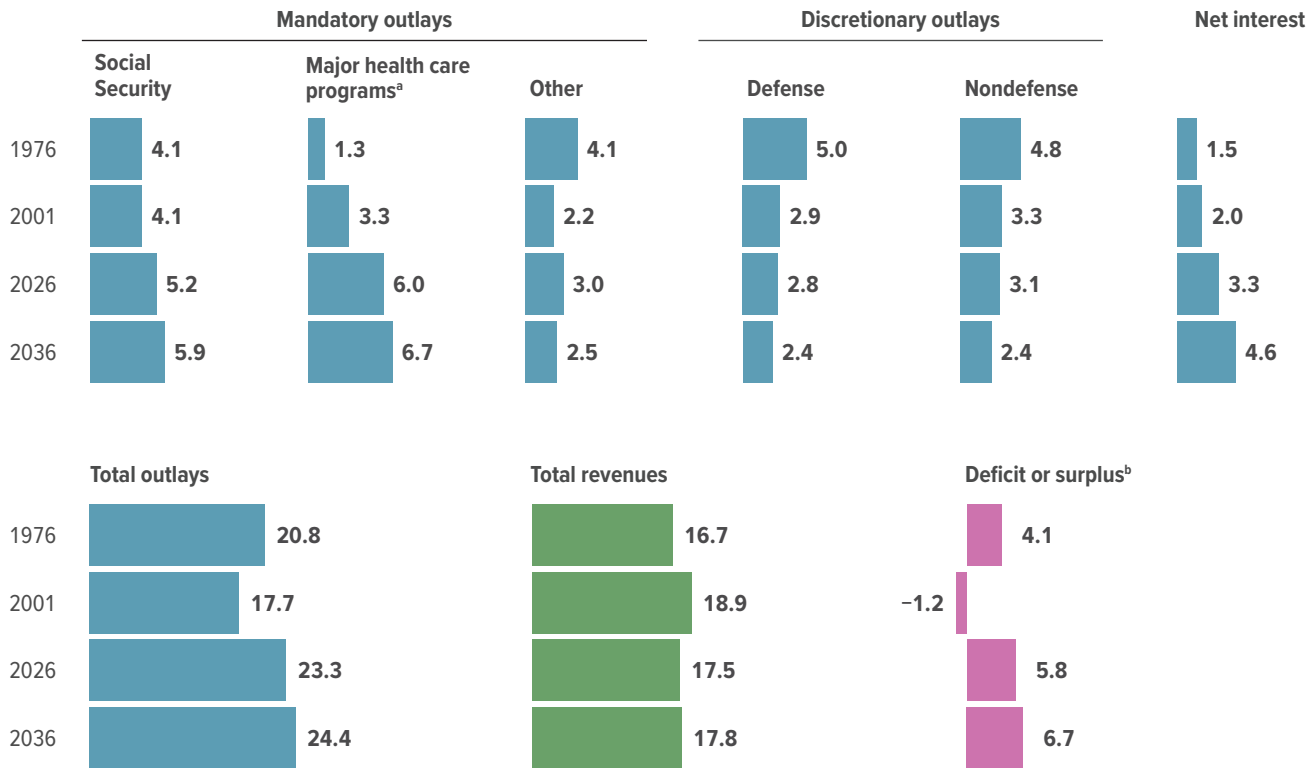 Mandatory outlays Discretionary outlays Net interest
Social Security Major health care programsᵃ Other Defense Nondefense
1976 4.1 1.3 4.1 5.0 4.8 1.5
2001 4.1 3.3 2.2 2.9 3.3 2.0
2026 5.2 6.0 3.0 2.8 3.1 3.3
2036 5.9 6.7 2.5 2.4 2.4 4.6
Total outlays Total revenues Deficit or surplusᵇ
1976 20.8 16.7 4.1
2001 17.7 18.9 −1.2
2026 23.3 17.5 5.8
2036 24.4 17.8 6.7